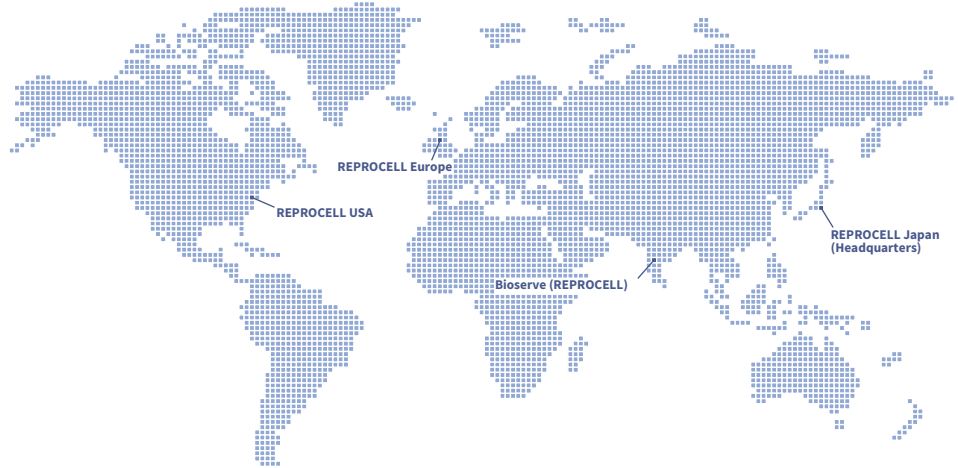 REPROCELL Europe
REPROCELL USA
REPROCELL Japan
(Headquarters)
Bioserve (REPROCELL)